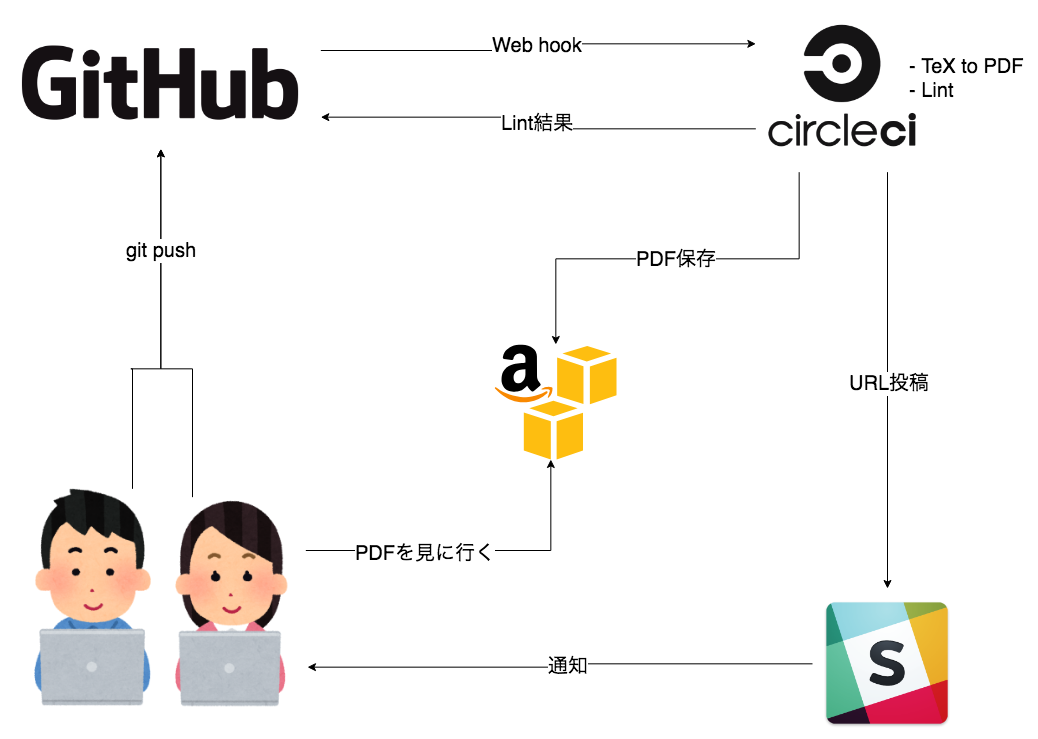 GitHub
Web hook
- TeX to PDF
- Lint
circleci
Lint結果
git push
PDF保存
a
URL投稿
PDFを見に行く
通知
S